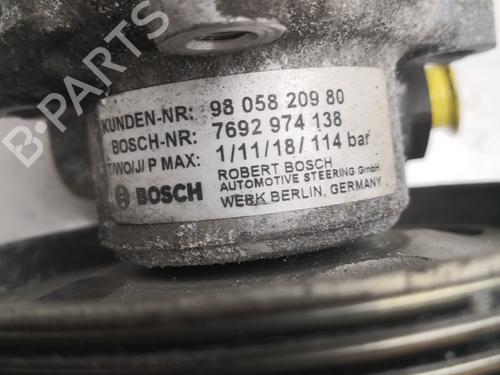 KUNDEN-NR: 98 058 209 80
BOSCH-NR: 7692 974 138
T/WO/J/ P MAX: 1/11/18/ 114 bar
BOSCH
ROBERT BOSCH
AUTOMOTIVE STEERING GmbH
WERK BERLIN, GERMANY
B-Parts